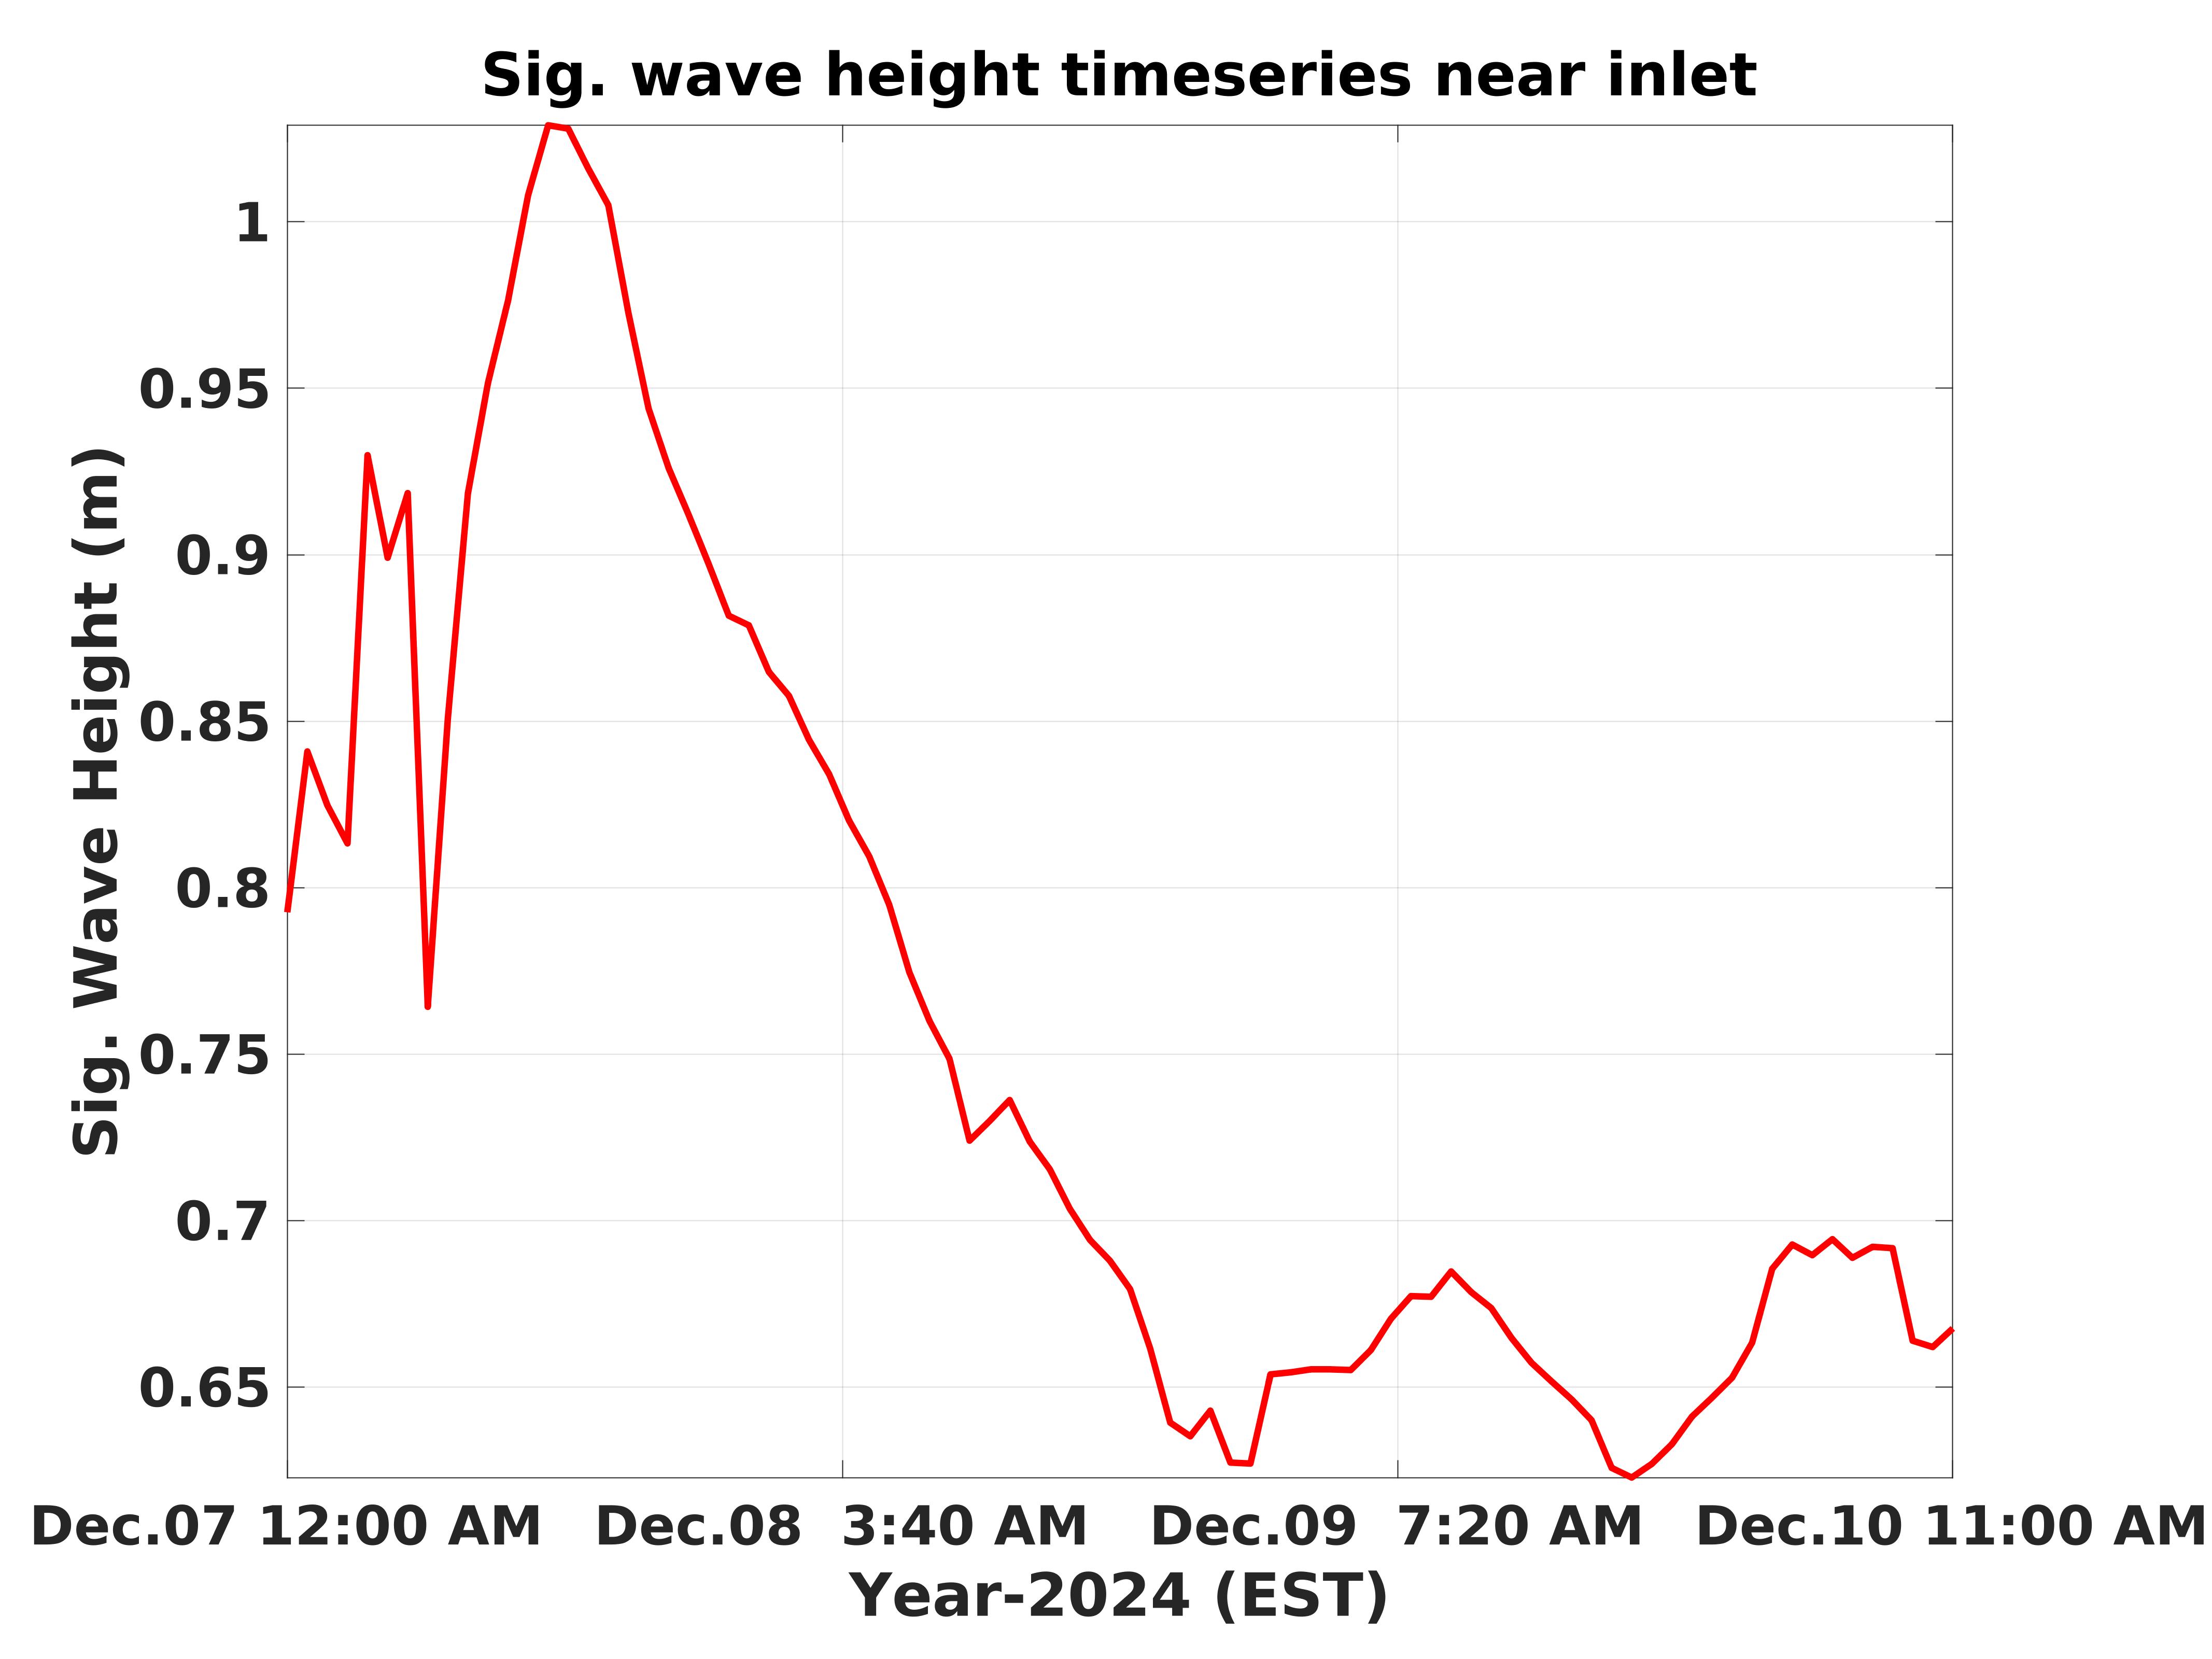 Sig. wave height timeseries near inlet
Sig. Wave Height (m)
1
0.95
0.9
0.85
0.8
0.75
0.7
0.65
Dec.07 12:00 AM Dec.08 3:40 AM Dec.09 7:20 AM Dec.10 11:00 AM
Year-2024 (EST)